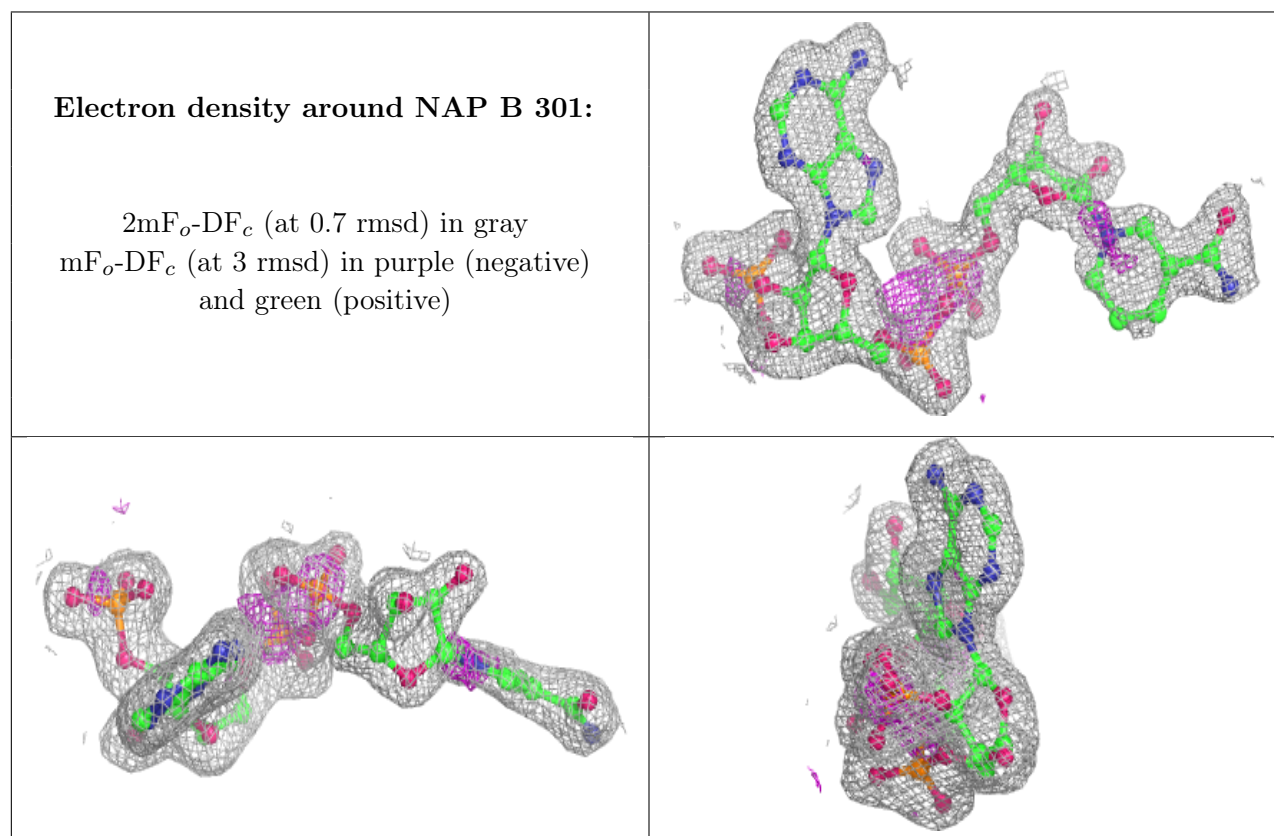 Electron density around NAP B 301:
2mFo-DFc (at 0.7 rmsd) in gray
mFo-DFc (at 3 rmsd) in purple (negative)
and green (positive)